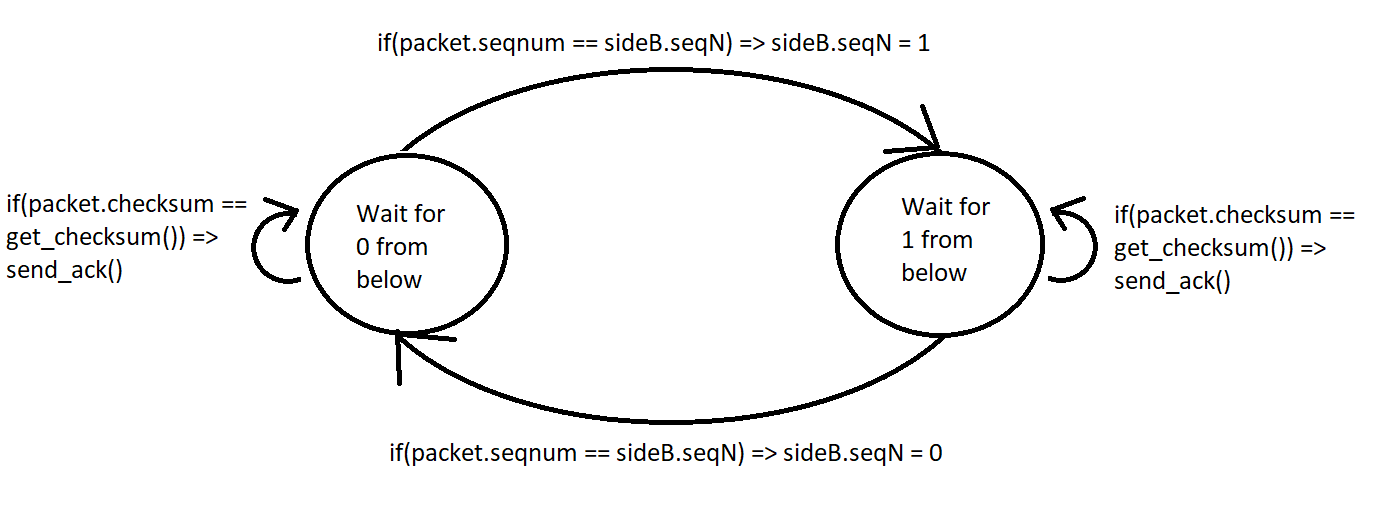 if(packet.seqnum == sideB.seqN) => sideB.seqN = 1
if(packet.checksum ==
get_checksum()) =>
send_ack()
Wait for
0 from
below
Wait for
1 from
below
if(packet.checksum ==
get_checksum()) =>
send_ack()
if(packet.seqnum == sideB.seqN) => sideB.seqN = 0